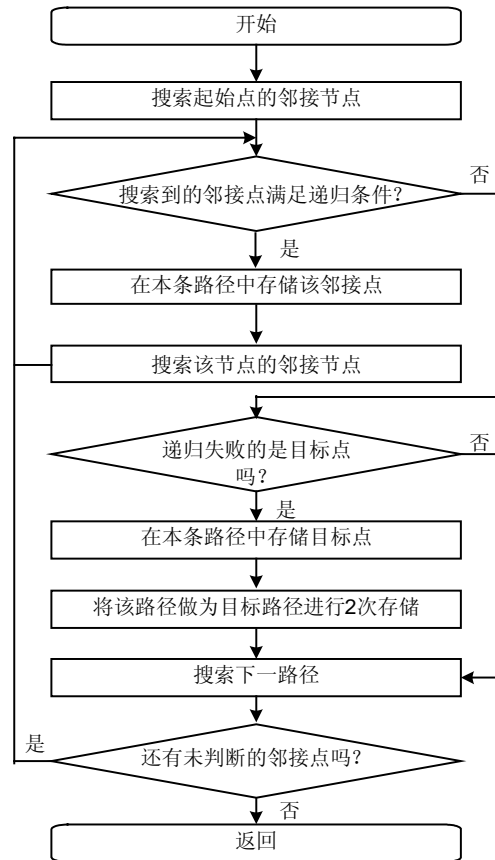 开始
搜索起始点的邻接节点
搜索到的邻接点满足递归条件？
否
是
在本条路径中存储该邻接点
搜索该节点的邻接节点
递归失败的是目标点
吗？
否
是
在本条路径中存储目标点
将该路径做为目标路径进行2次存储
搜索下一路径
是
还有未判断的邻接点吗？
否
返回